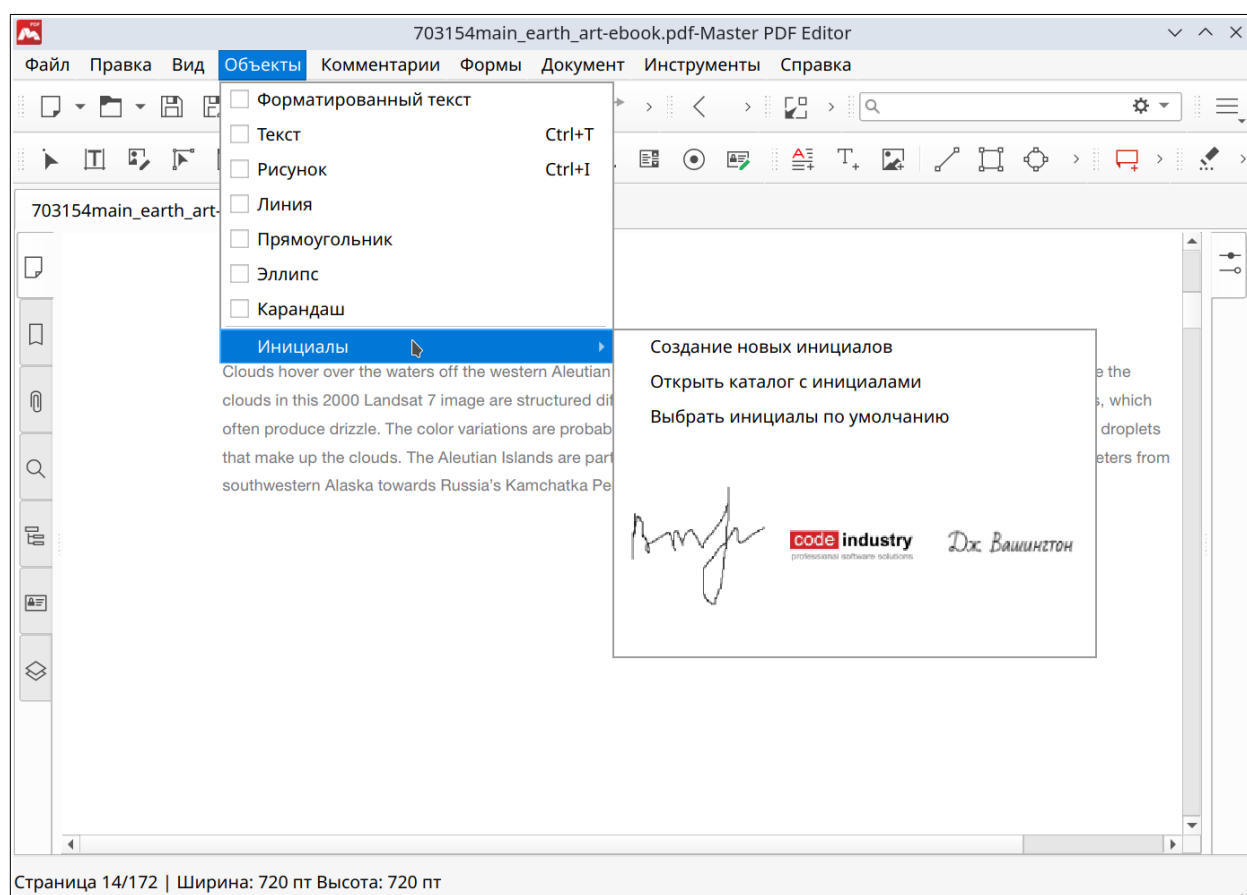 703154main_earth_art-ebook.pdf-Master PDF Editor
Файл Правка Вид Объекты Комментарии Формы Документ Инструменты Справка
Форматированный текст
Текст Ctrl+T
Рисунок Ctrl+I
703154main_earth_art-
Линия
Прямоугольник
Эллипс
Карандаш
Инициалы
Создание новых инициалов
Открыть каталог с инициалами
Выбрать инициалы по умолчанию
Clouds hover over the waters off the western Aleutian e the
clouds in this 2000 Landsat 7 image are structured dif s, which
often produce drizzle. The color variations are probab droplets
that make up the clouds. The Aleutian Islands are part eters from
southwestern Alaska towards Russia's Kamchatka Pe
code industry
professional software solutions
Дж. Вашингтон
Страница 14/172 | Ширина: 720 пт Высота: 720 пт